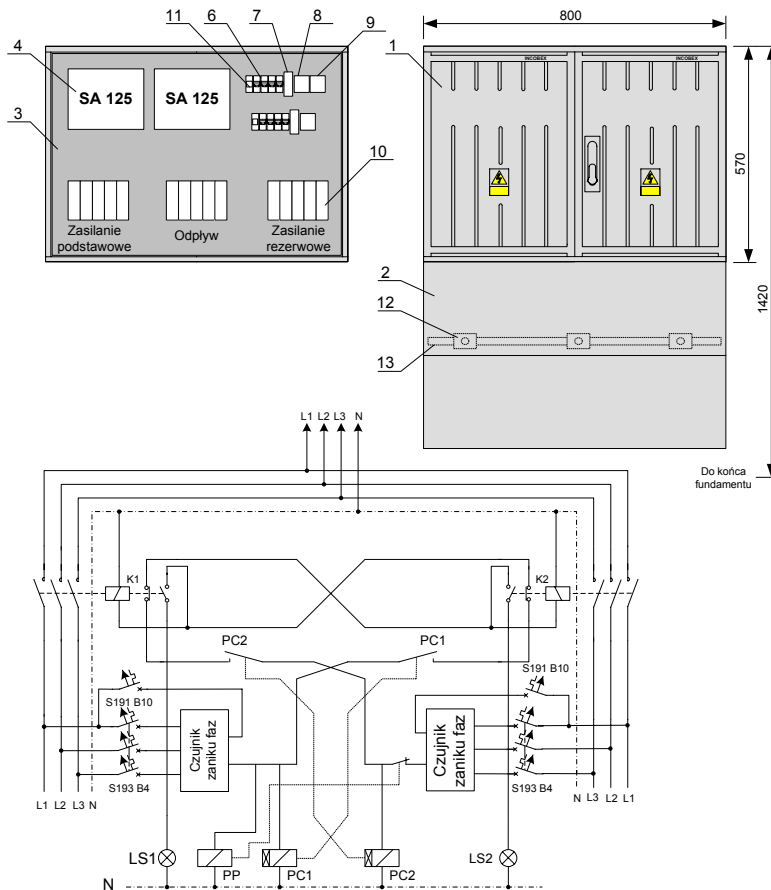 11
6
7
8
9
4
3
SA 125
SA 125
10
Zasilanie
podstawowe
Odpływ
Zasilanie
rezerwowe
800
1
INCOBEX
INCOBEX
570
1420
2
12
13
Do końca
fundamentu
L1 L2 L3 N
K1
K2
PC2
PC1
S191 B10
S191 B10
Czujnik
zaniku faz
Czujnik
zaniku faz
S193 B4
S193 B4
L1 L2 L3 N
N L3 L2 L1
LS1
PP
PC1
PC2
LS2
N